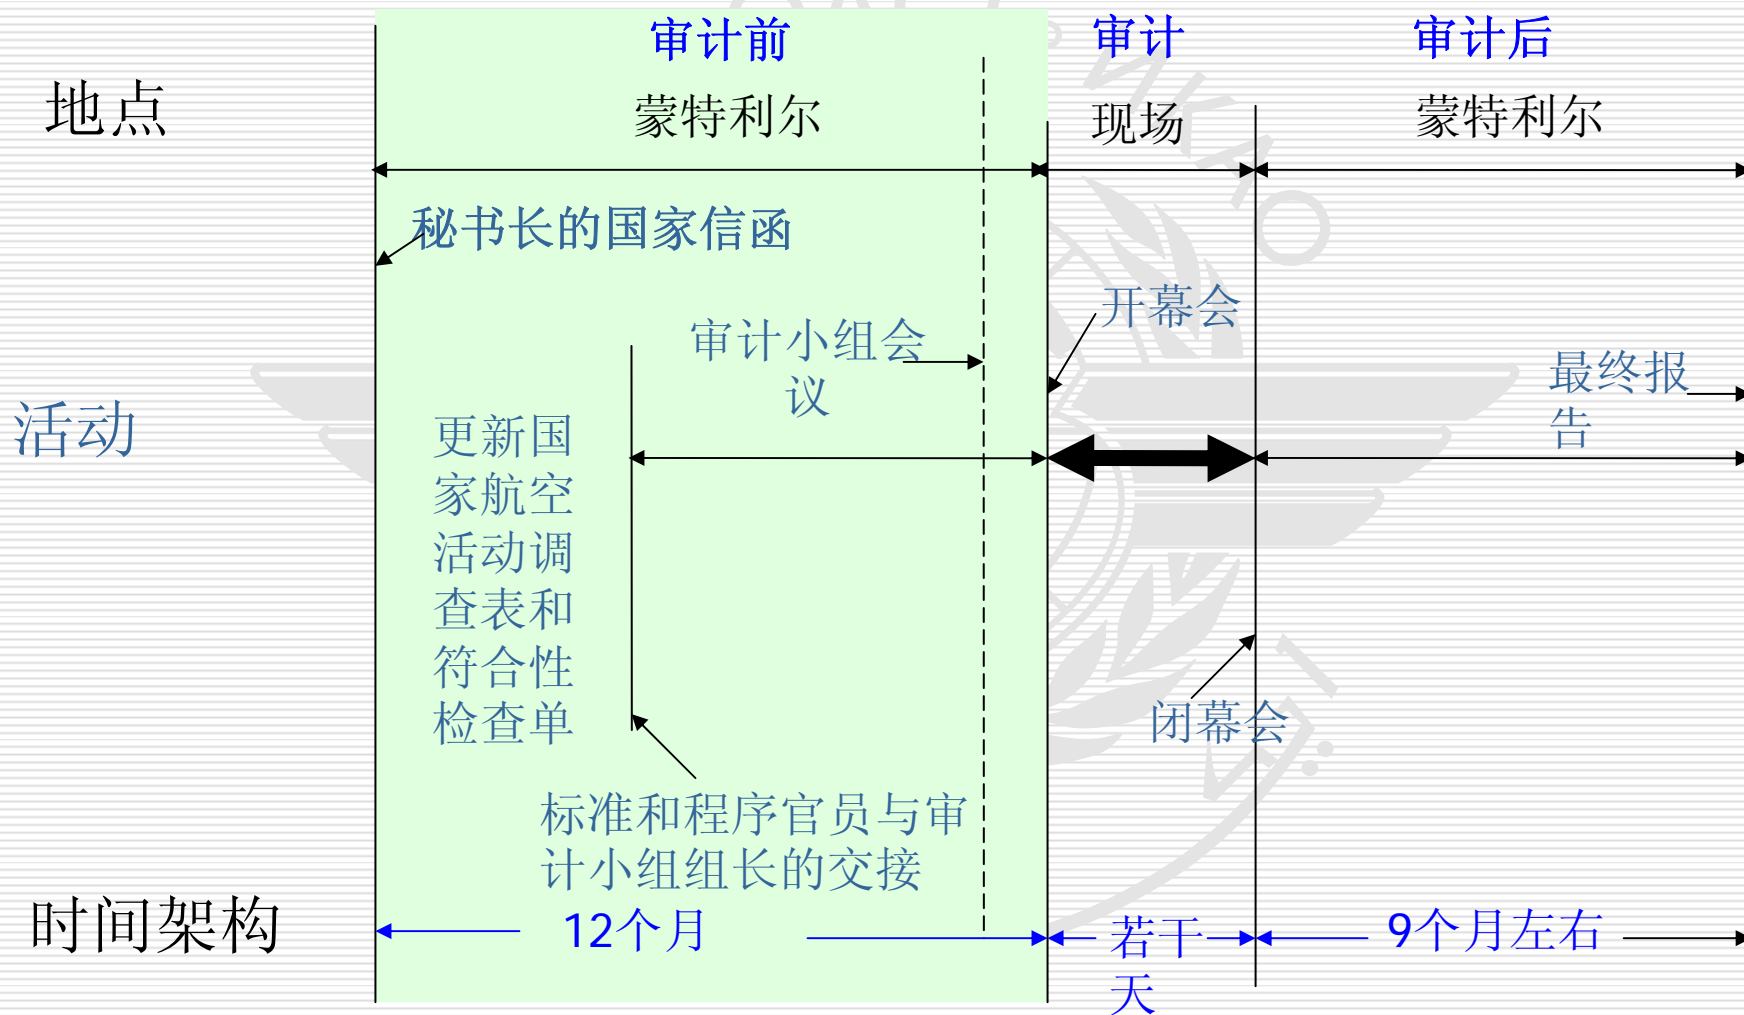 审计前
审计
审计后
地点
蒙特利尔
现场
蒙特利尔
秘书长的国家信函
开幕会
审计小组会
议
最终报
告
活动
更新国
家航空
活动调
查表和
符合性
检查单
闭幕会
标准和程序官员与审
计小组组长的交接
时间架构
12个月
若干
天
9个月左右